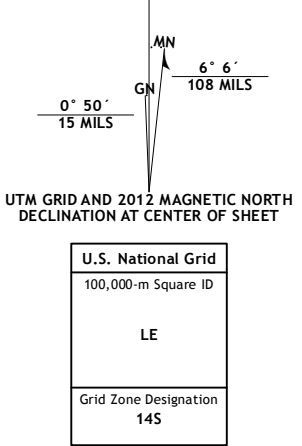 MN
GN
6° 6´
108 MILS
0° 50´
15 MILS
UTM GRID AND 2012 MAGNETIC NORTH
DECLINATION AT CENTER OF SHEET
U.S. National Grid
100,000-m Square ID
LE
Grid Zone Designation
14S